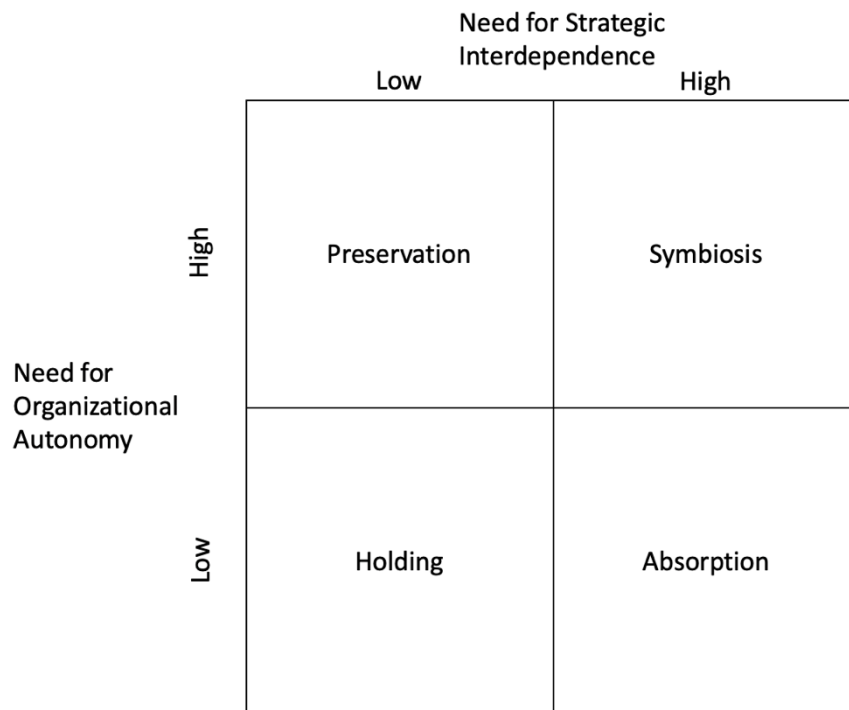 Need for Strategic
Interdependence
Low
High
High
Preservation
Symbiosis
Need for
Organizational
Autonomy
Low
Holding
Absorption